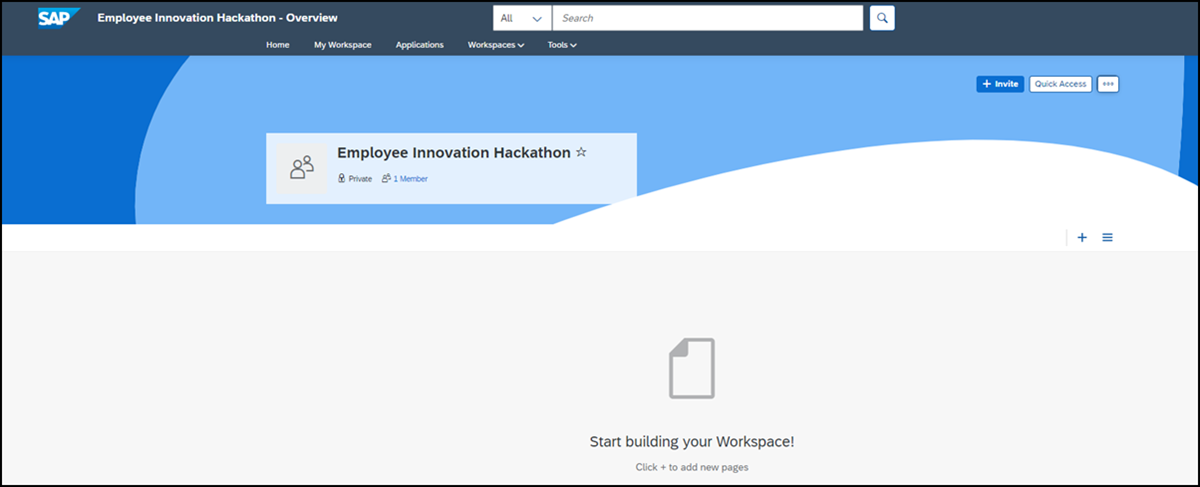 SAP
Employee Innovation Hackathon - Overview
All
Search
Home
My Workspace
Applications
Workspaces
Tools
+ Invite
Quick Access
Employee Innovation Hackathon
Private
1 Member
Start building your Workspace!
Click + to add new pages